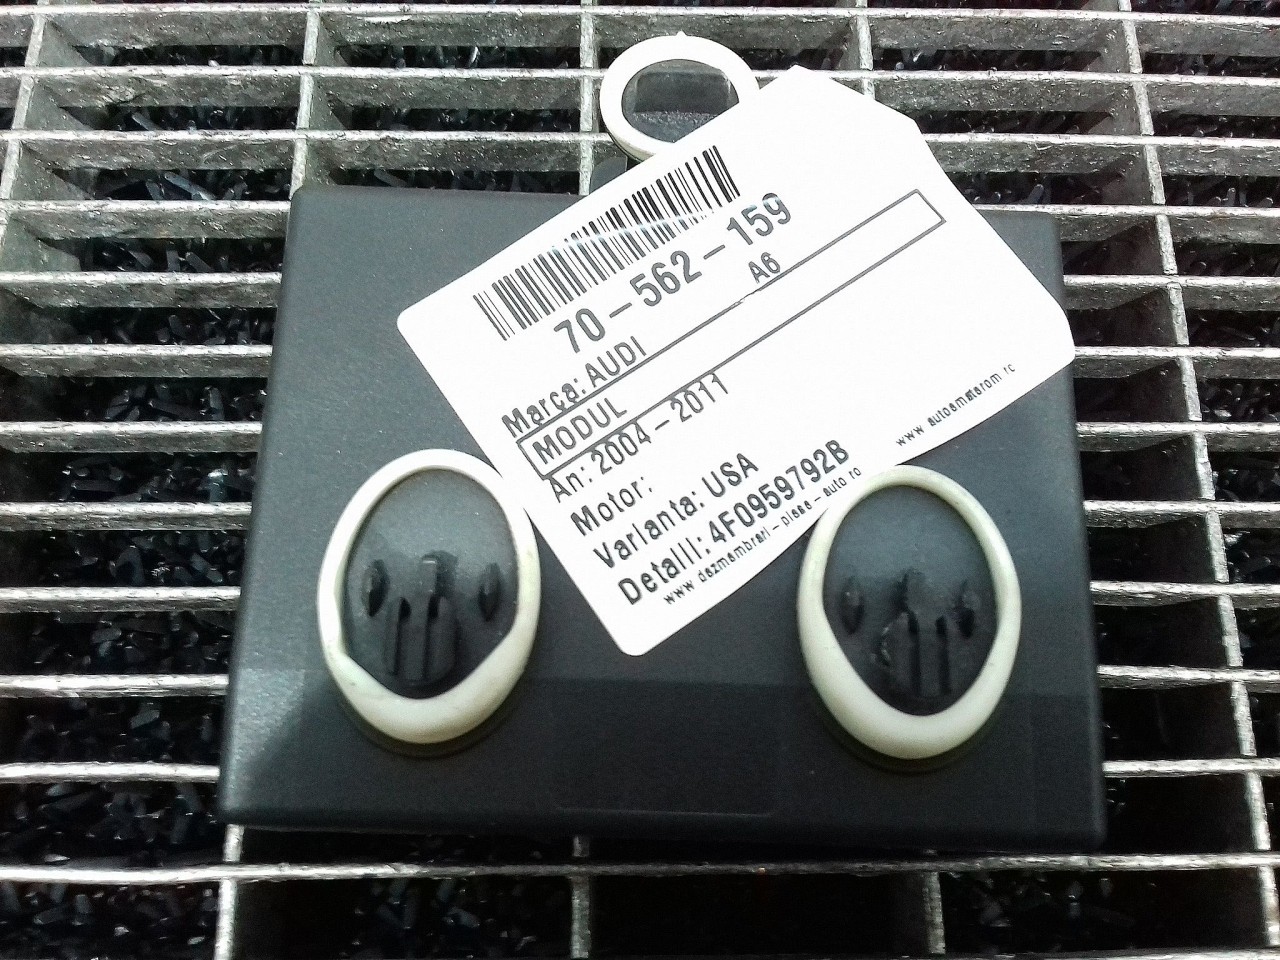 70-562-159
Marca: AUDI A6
MODUL
An: 2004-2011
Motor:
Varianta: USA
Detalii: 4F0959792B
www dezmembrari-piese-auto ro
www autoematerom ro